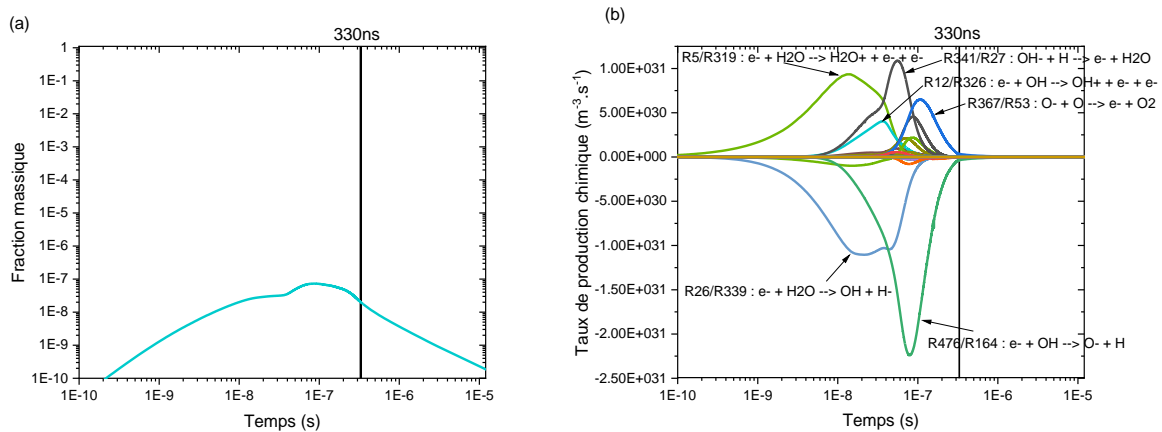 (a)
330ns
1
1E-1
1E-2
1E-3
1E-4
1E-5
1E-6
1E-7
1E-8
1E-9
1E-10
Fraction massique
1E-10
1E-9
1E-8
1E-7
1E-6
1E-5
Temps (s)
(b)
330ns
R5/R319 : e- + H2O --> H2O+ + e- + e-
R341/R27 : OH- + H --> e- + H2O
R12/R326 : e- + OH --> OH+ + e- + e-
R367/R53 : O- + O --> e- + O2
R26/R339 : e- + H2O --> OH + H-
R476/R164 : e- + OH --> O- + H
1.00E+031
5.00E+030
0.00E+000
-5.00E+030
-1.00E+031
-1.50E+031
-2.00E+031
-2.50E+031
Taux de production chimique (m⁻³.s⁻¹)
1E-10
1E-9
1E-8
1E-7
1E-6
1E-5
Temps (s)